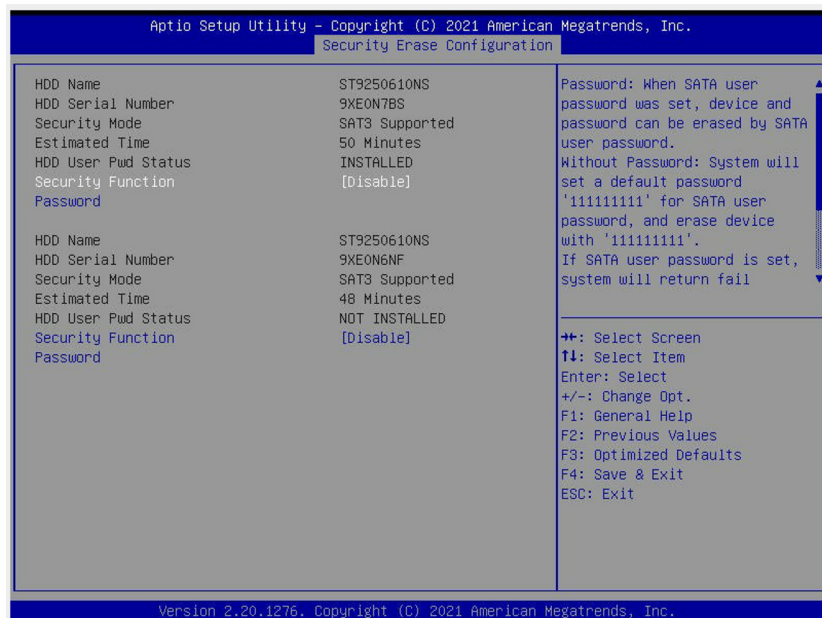 Aptio Setup Utility – Copyright (C) 2021 American Megatrends, Inc.
Security Erase Configuration
HDD Name ST9250610NS
HDD Serial Number 9XE0N7BS
Security Mode SAT3 Supported
Estimated Time 50 Minutes
HDD User Pwd Status INSTALLED
Security Function [Disable]
Password
HDD Name ST9250610NS
HDD Serial Number 9XE0N6NF
Security Mode SAT3 Supported
Estimated Time 48 Minutes
HDD User Pwd Status NOT INSTALLED
Security Function [Disable]
Password
Password: When SATA user
password was set, device and
password can be erased by SATA
user password.
Without Password: System will
set a default password
'111111111' for SATA user
password, and erase device
with '111111111'.
If SATA user password is set,
system will return fail
→←: Select Screen
↑↓: Select Item
Enter: Select
+/-: Change Opt.
F1: General Help
F2: Previous Values
F3: Optimized Defaults
F4: Save & Exit
ESC: Exit
Version 2.20.1276. Copyright (C) 2021 American Megatrends, Inc.